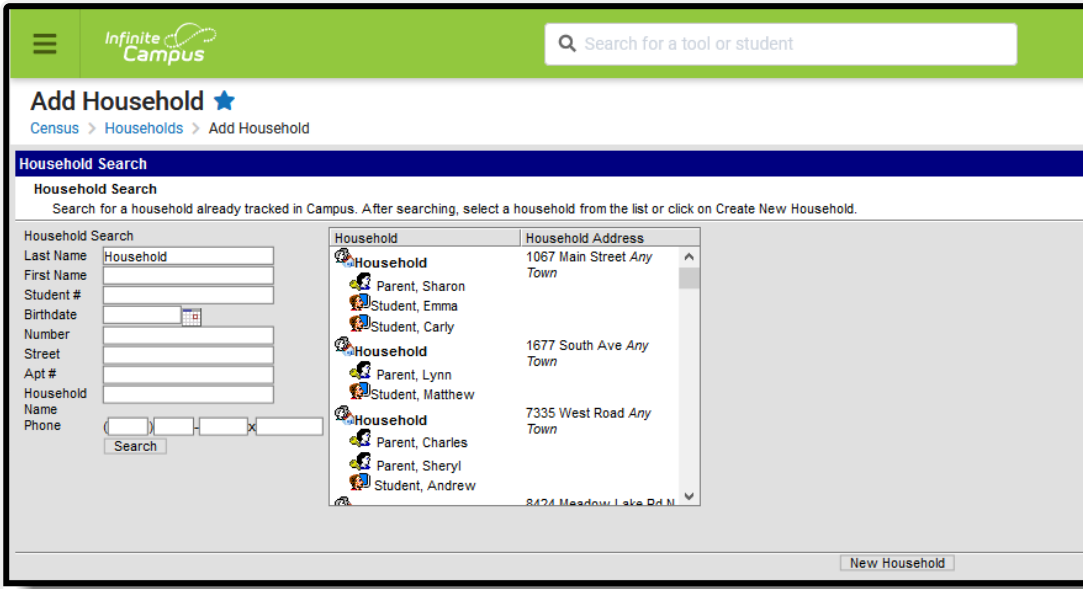 Infinite Campus
Search for a tool or student
Add Household
Census > Households > Add Household
Household Search
Household Search
Search for a household already tracked in Campus. After searching, select a household from the list or click on Create New Household.
Household Search
Last Name Household
First Name
Student #
Birthdate
Number
Street
Apt #
Household Name
Phone ( ) - x
Search
Household Household Address
Household 1067 Main Street Any Town
Parent, Sharon
Student, Emma
Student, Carly
Household 1677 South Ave Any Town
Parent, Lynn
Student, Matthew
Household 7335 West Road Any Town
Parent, Charles
Parent, Sheryl
Student, Andrew
8424 Meadow Lake Rd N
New Household